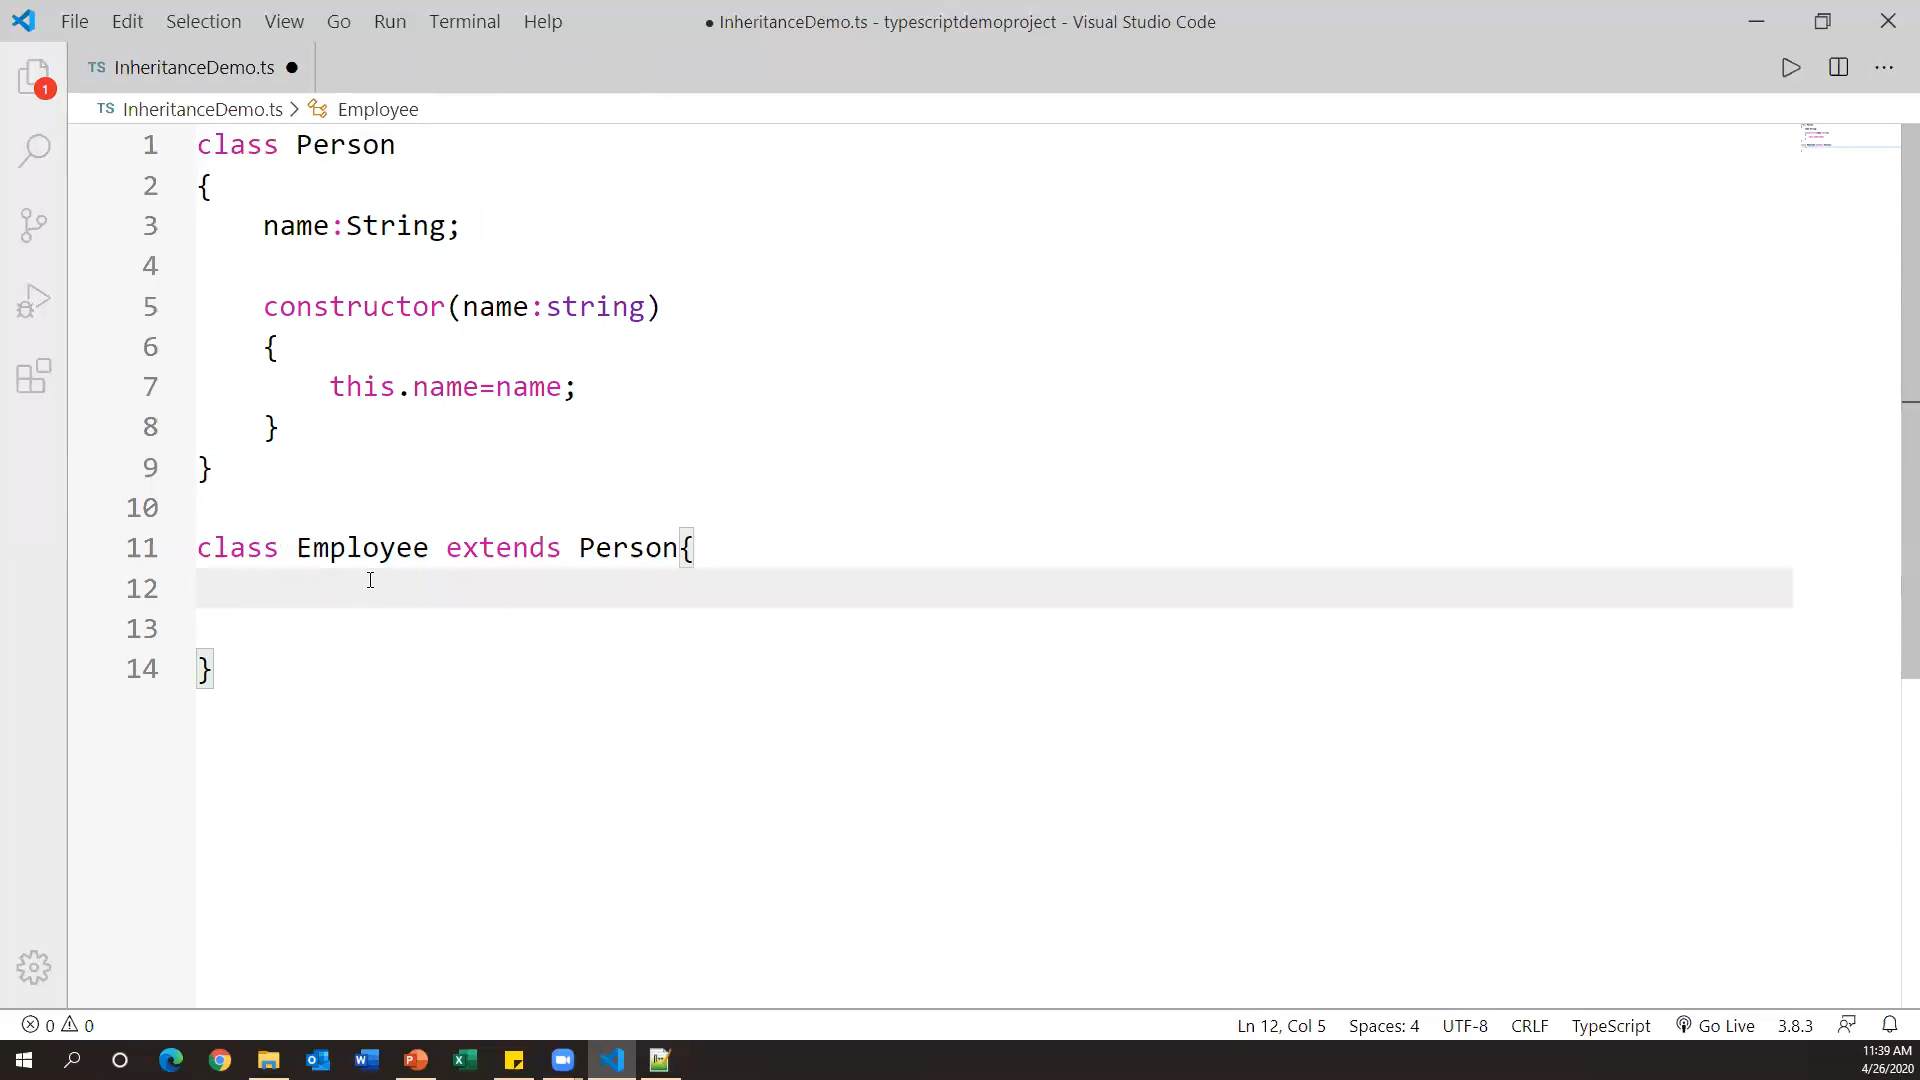 File Edit Selection View Go Run Terminal Help
● InheritanceDemo.ts - typescriptdemoproject - Visual Studio Code
TS InheritanceDemo.ts ●
TS InheritanceDemo.ts > Employee
1
1 class Person
2 {
3     name:String;
4
5     constructor(name:string)
6     {
7         this.name=name;
8     }
9 }
10
11 class Employee extends Person{
12
13
14 }
0 0
Ln 12, Col 5 Spaces: 4 UTF-8 CRLF TypeScript Go Live 3.8.3
11:39 AM
4/26/2020